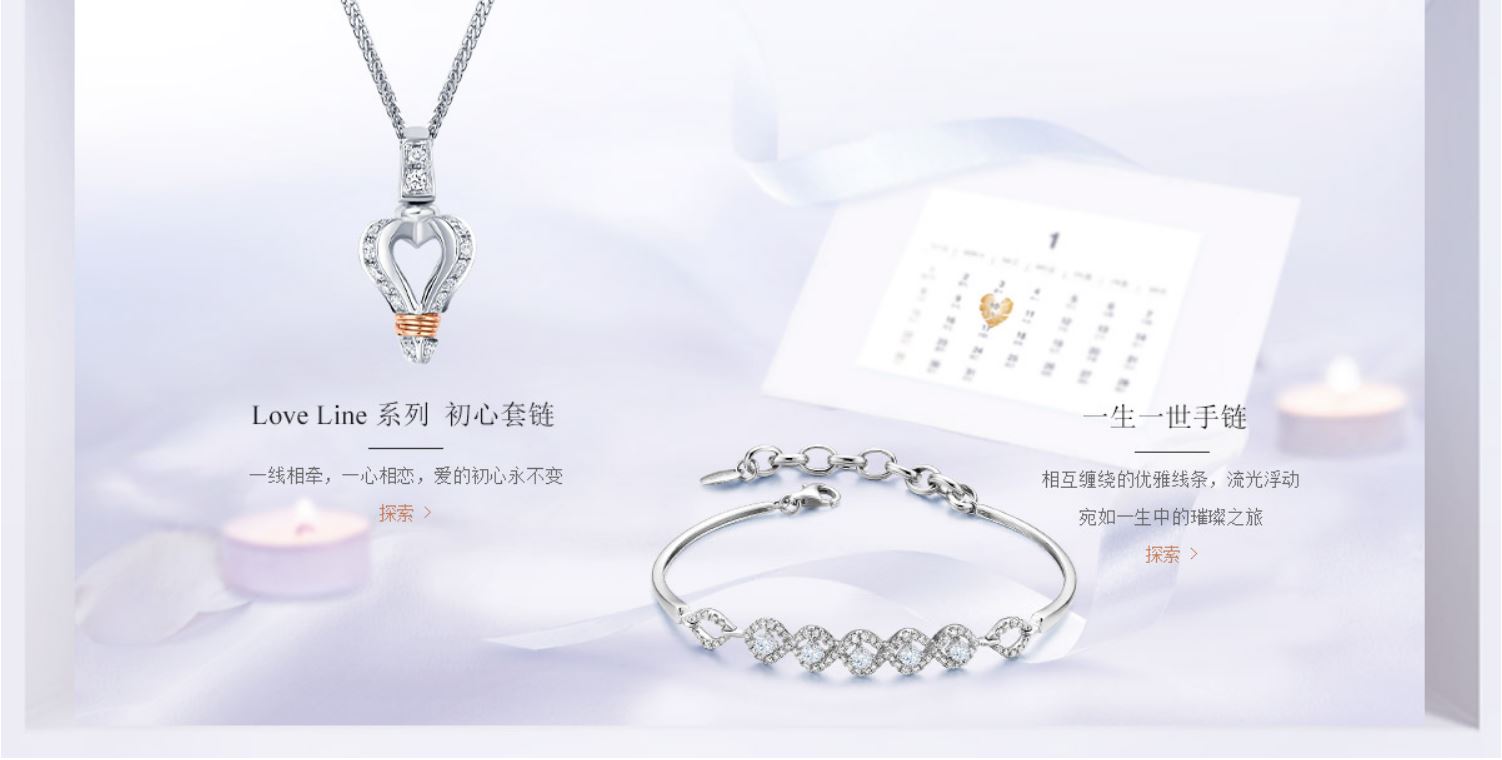 1
Love Line 系列 初心套链
一线相牵，一心相恋，爱的初心永不变
探索 >
一生一世手链
相互缠绕的优雅线条，流光浮动
宛如一生中的璀璨之旅
探索 >